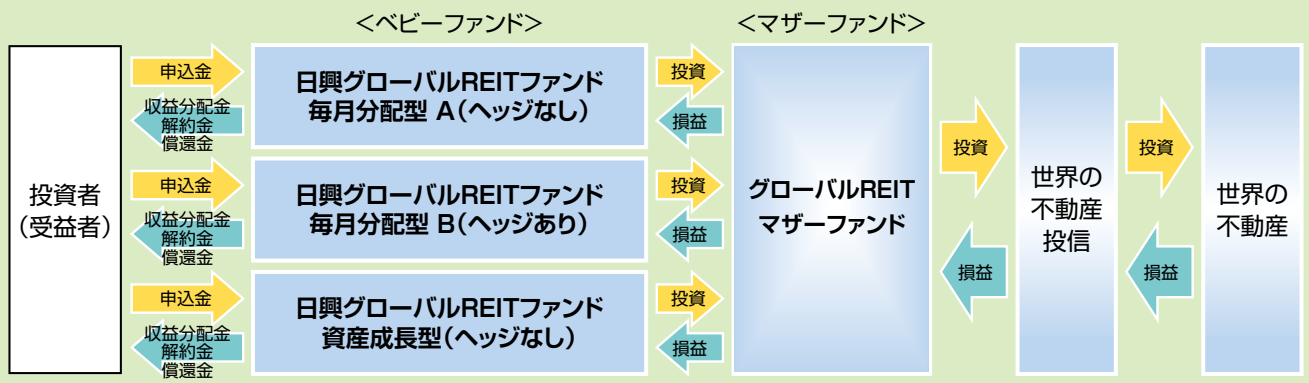 ＜ベビーファンド＞
＜マザーファンド＞
投資者
（受益者）
申込金
収益分配金
解約金
償還金
日興グローバルREITファンド
毎月分配型 A（ヘッジなし）
投資
損益
申込金
収益分配金
解約金
償還金
日興グローバルREITファンド
毎月分配型 B（ヘッジあり）
投資
損益
申込金
収益分配金
解約金
償還金
日興グローバルREITファンド
資産成長型（ヘッジなし）
投資
損益
グローバルREIT
マザーファンド
投資
損益
世界の
不動産
投信
投資
損益
世界の
不動産